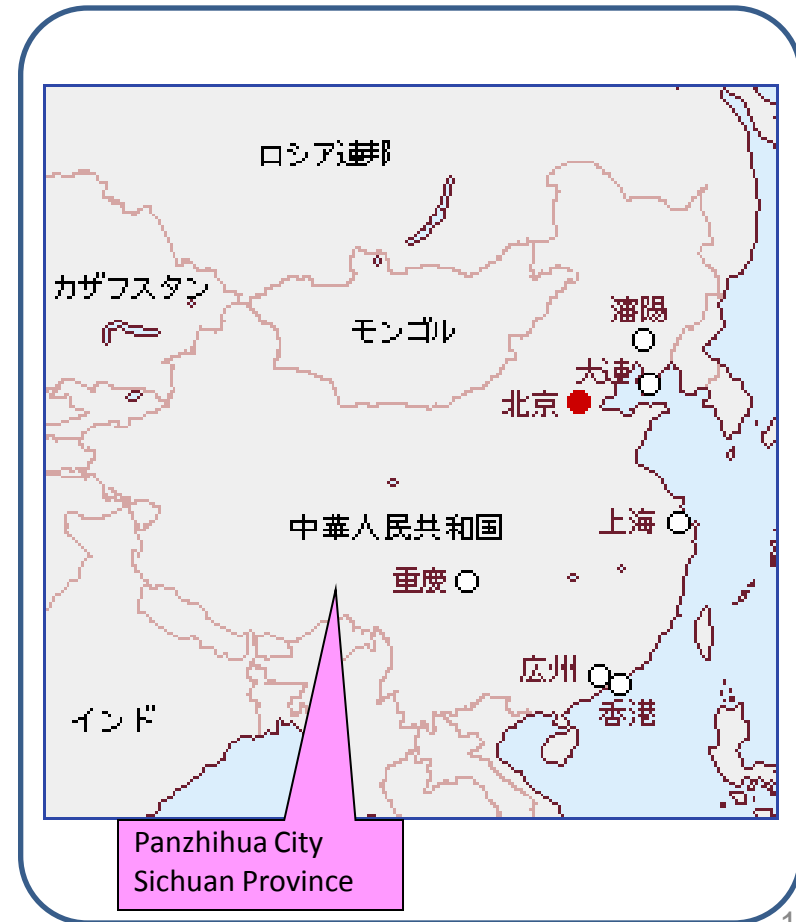 ロシア連邦
カザフスタン
モンゴル
瀋陽
大連
北京
中華人民共和国
上海
重慶
広州
香港
インド
Panzhihua City
Sichuan Province
1